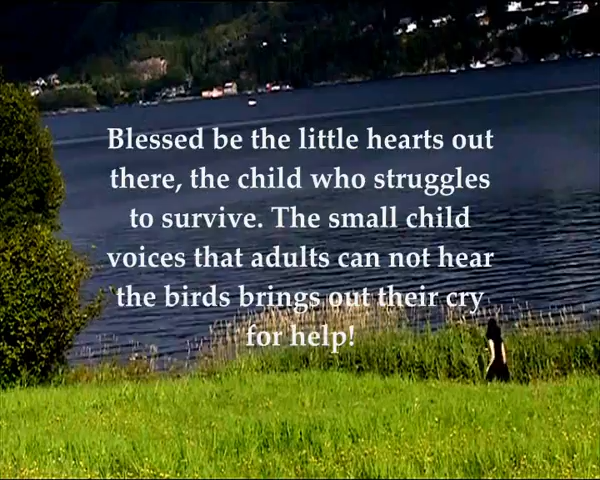 Blessed be the little hearts out
there, the child who struggles
to survive. The small child
voices that adults can not hear
the birds brings out their cry
for help!